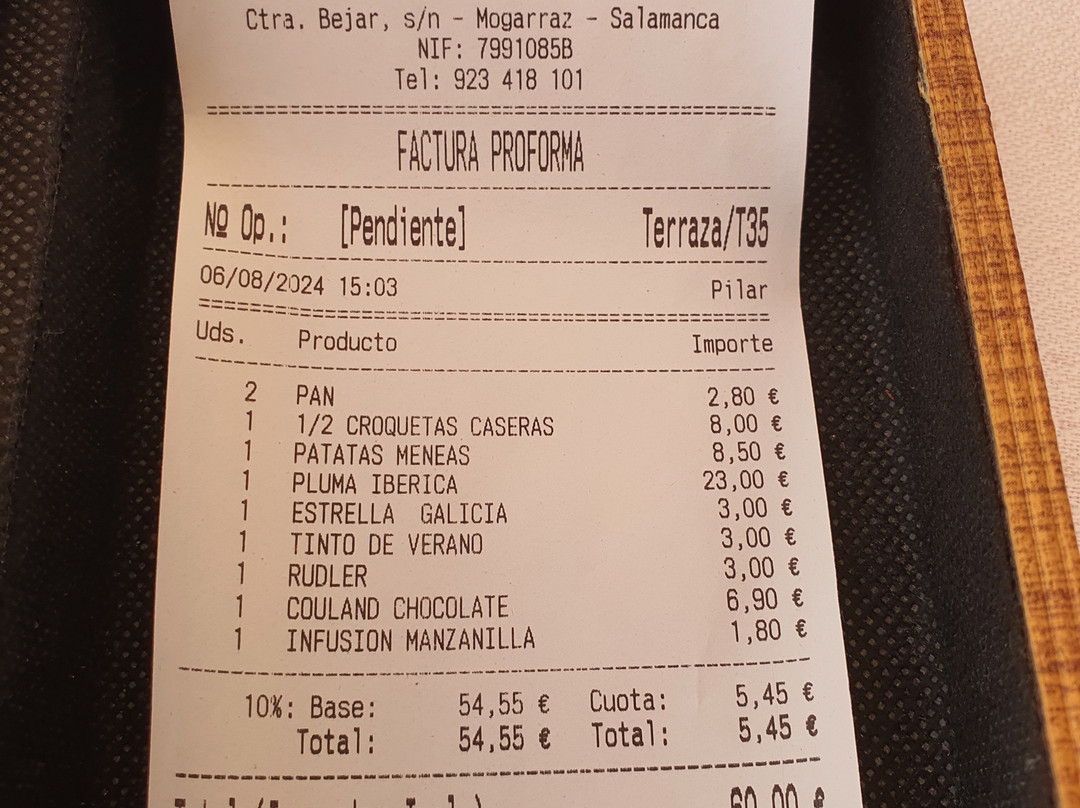 Ctra. Bejar, s/n - Mogarraz - Salamanca
NIF: 7991085B
Tel: 923 418 101
FACTURA PROFORMA
Nº Op.: [Pendiente] Terraza/T35
06/08/2024 15:03 Pilar
Uds. Producto Importe
2 PAN 2,80 €
1 1/2 CROQUETAS CASERAS 8,00 €
1 PATATAS MENEAS 8,50 €
1 PLUMA IBERICA 23,00 €
1 ESTRELLA GALICIA 3,00 €
1 TINTO DE VERANO 3,00 €
1 RUDLER 3,00 €
1 COULAND CHOCOLATE 6,90 €
1 INFUSION MANZANILLA 1,80 €
10%: Base: 54,55 € Cuota: 5,45 €
Total: 54,55 € Total: 5,45 €
60,00 €